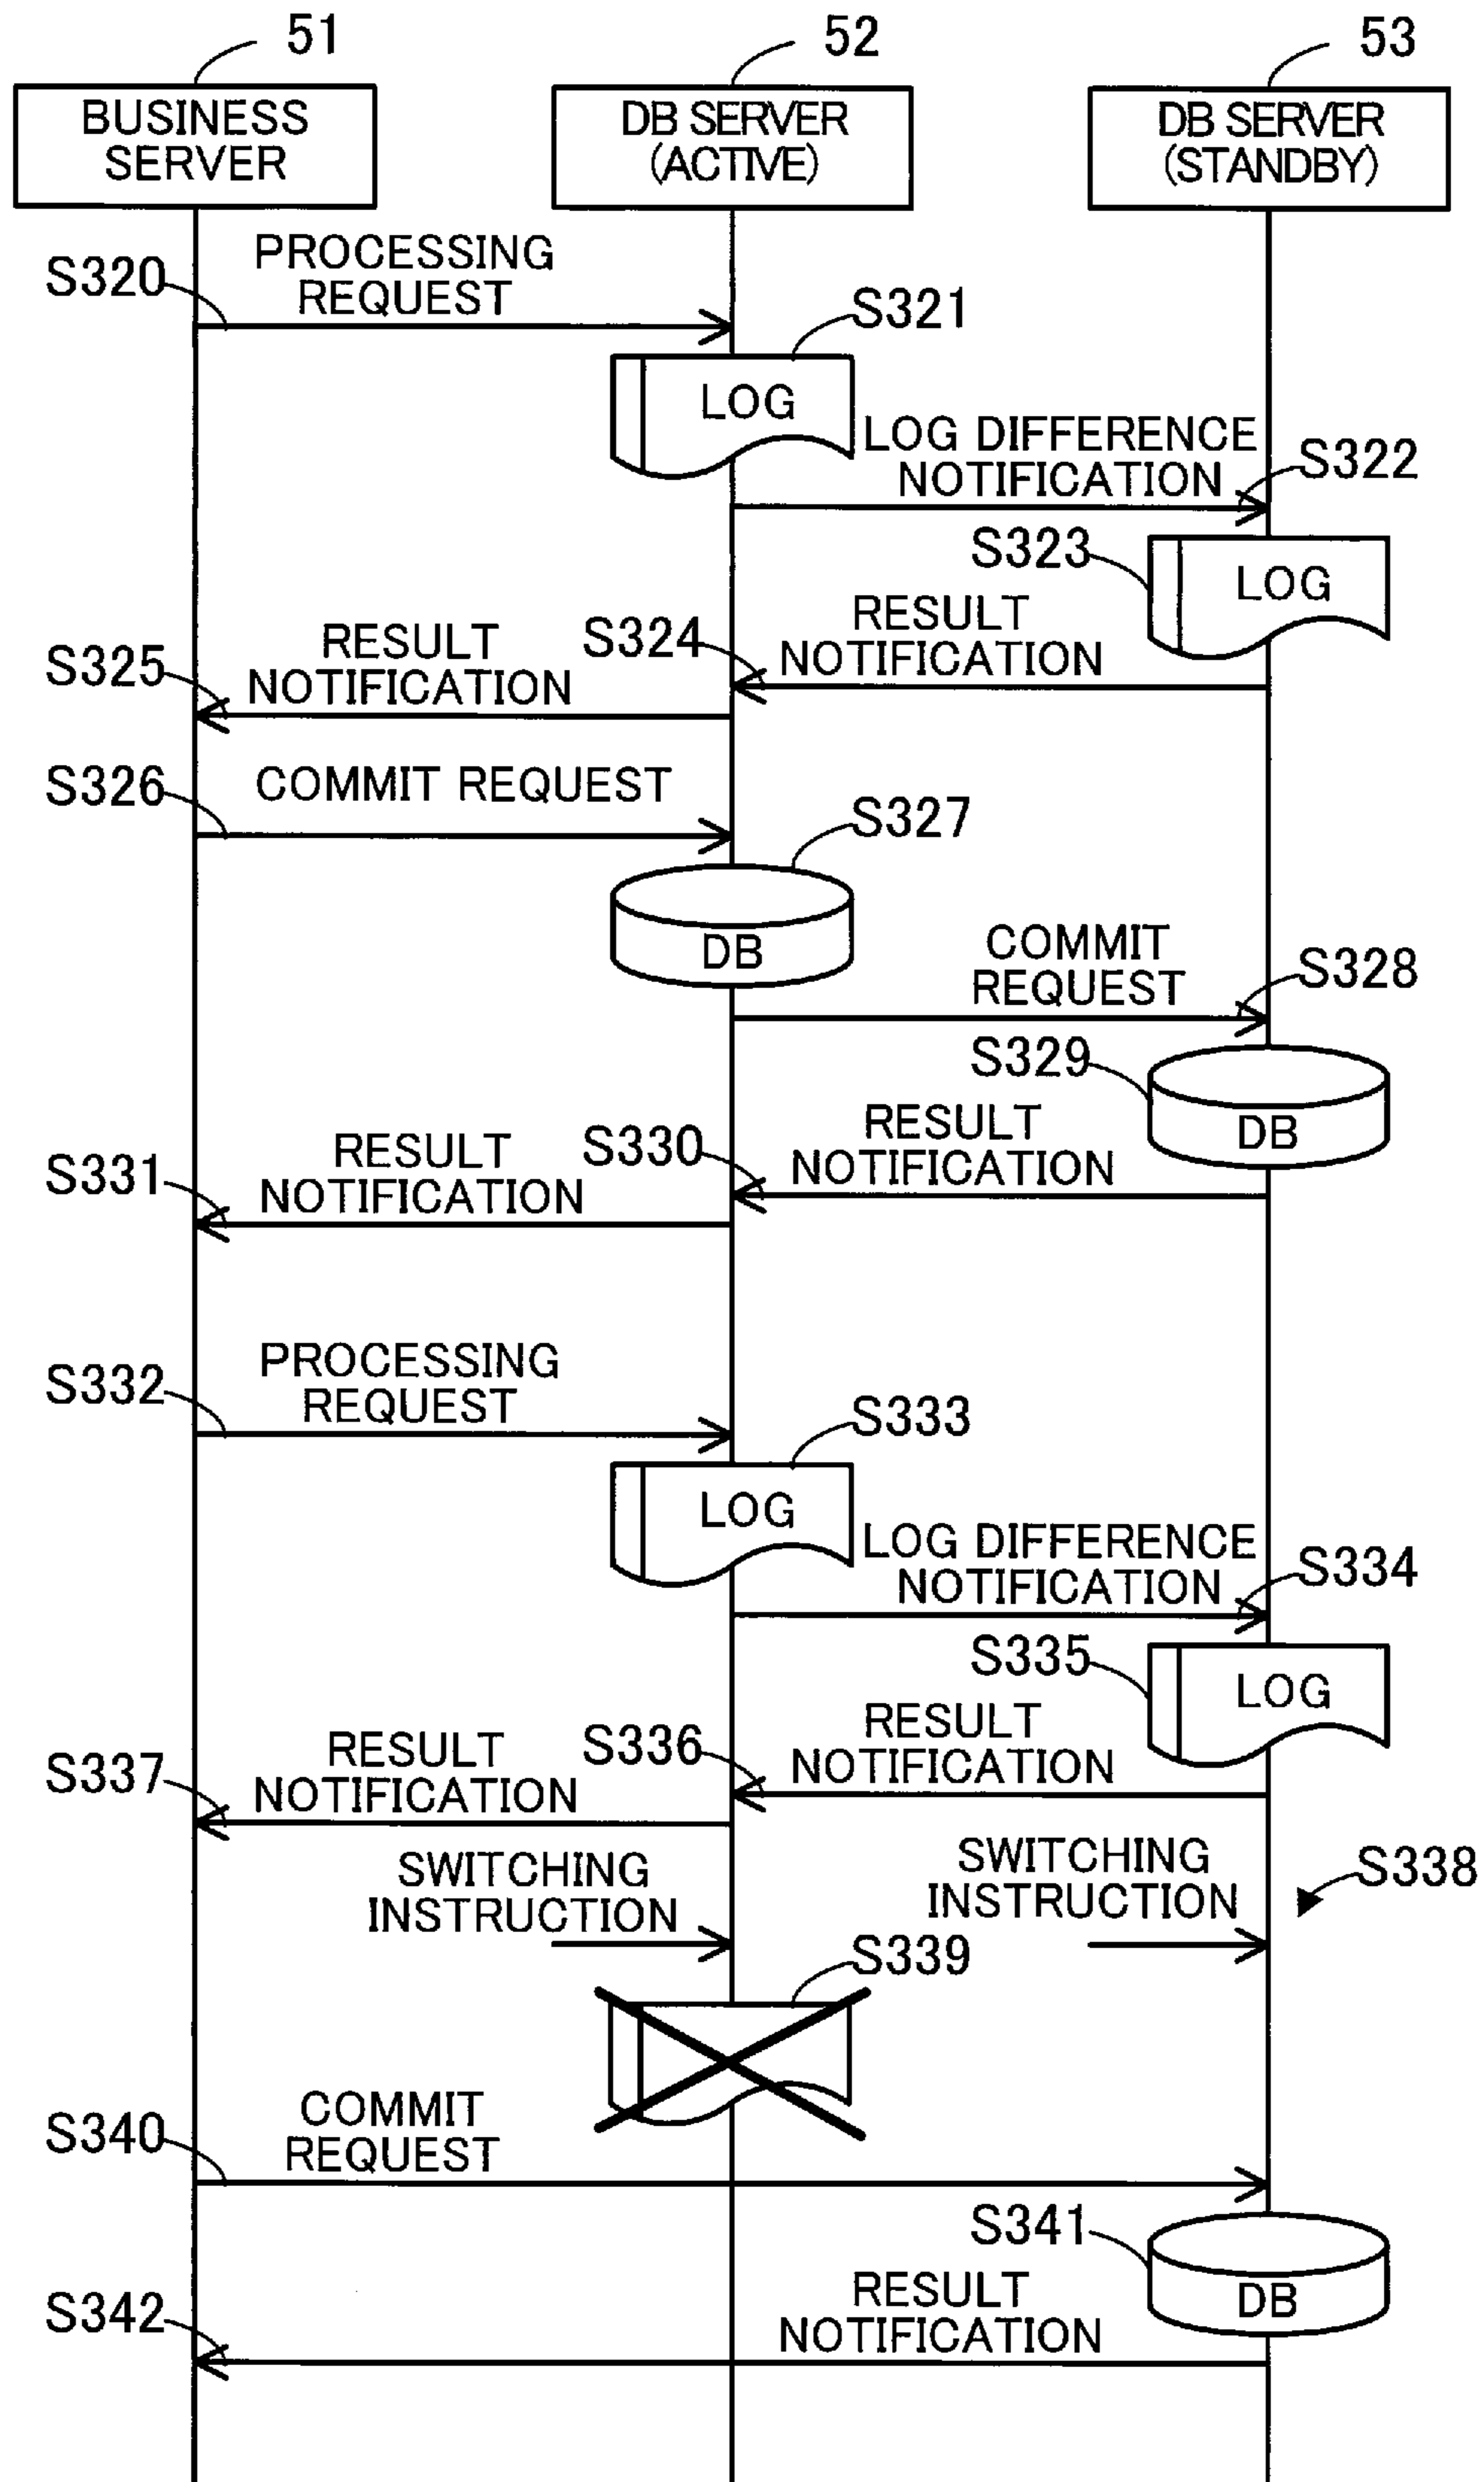 51
52
53
BUSINESS
SERVER
DB SERVER
(ACTIVE)
DB SERVER
(STANDBY)
S320
PROCESSING
REQUEST
S321
LOG
LOG DIFFERENCE
NOTIFICATION
S322
S323
LOG
RESULT
NOTIFICATION
S324
S325
RESULT
NOTIFICATION
S326
COMMIT REQUEST
S327
DB
COMMIT
REQUEST
S328
S329
DB
RESULT
NOTIFICATION
S330
S331
RESULT
NOTIFICATION
S332
PROCESSING
REQUEST
S333
LOG
LOG DIFFERENCE
NOTIFICATION
S334
S335
LOG
RESULT
NOTIFICATION
S336
S337
RESULT
NOTIFICATION
SWITCHING
INSTRUCTION
SWITCHING
INSTRUCTION
S338
S339
S340
COMMIT
REQUEST
S341
DB
S342
RESULT
NOTIFICATION